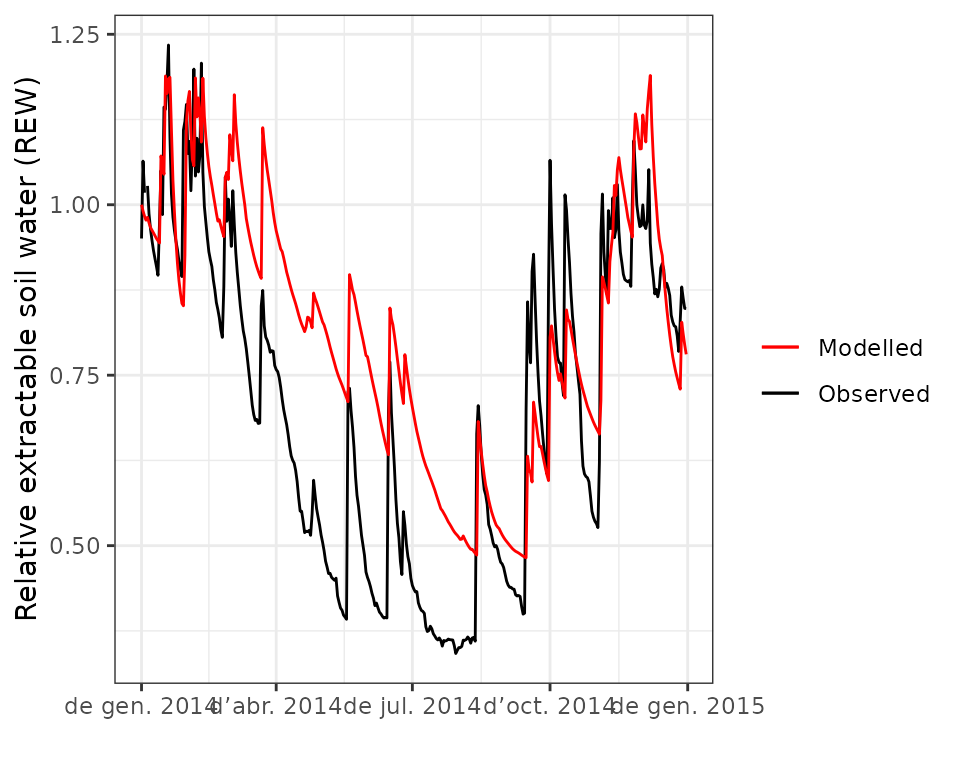 Relative extractable soil water (REW)
1.25
1.00
0.75
0.50
de gen. 2014
d’abr. 2014
de jul. 2014
d’oct. 2014
de gen. 2015
Modelled
Observed